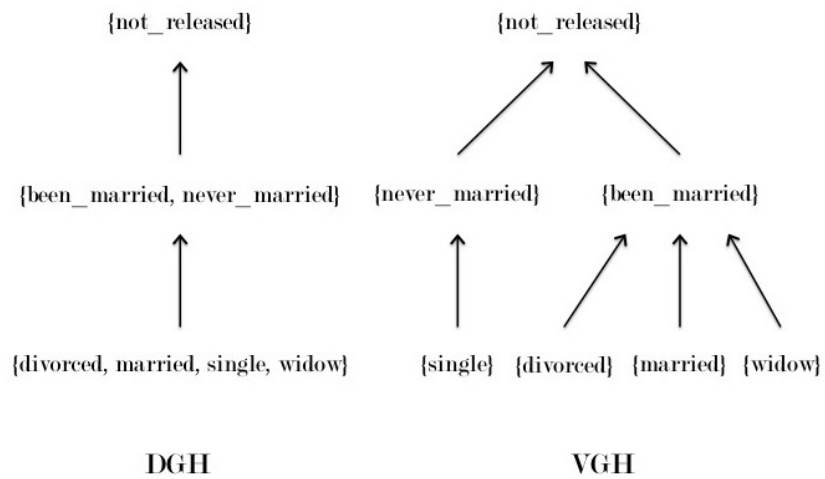 {not_released} {not_released}
{been_married, never_married} {never_married} {been_married}
{divorced, married, single, widow} {single} {divorced} {married} {widow}
DGH VGH